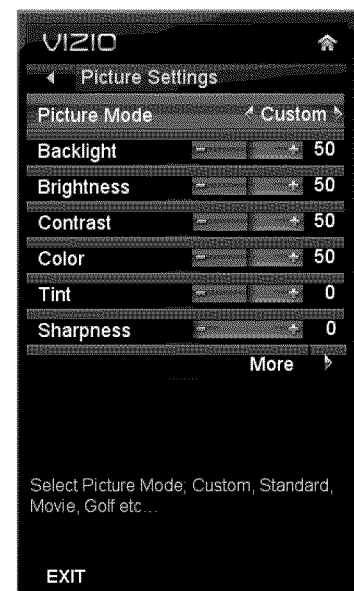 VIZIO
Picture Settings
Picture Mode Custom
Backlight - + 50
Brightness - + 50
Contrast - + 50
Color - + 50
Tint - + 0
Sharpness - + 0
More
Select Picture Mode; Custom, Standard,
Movie, Golf etc...
EXIT